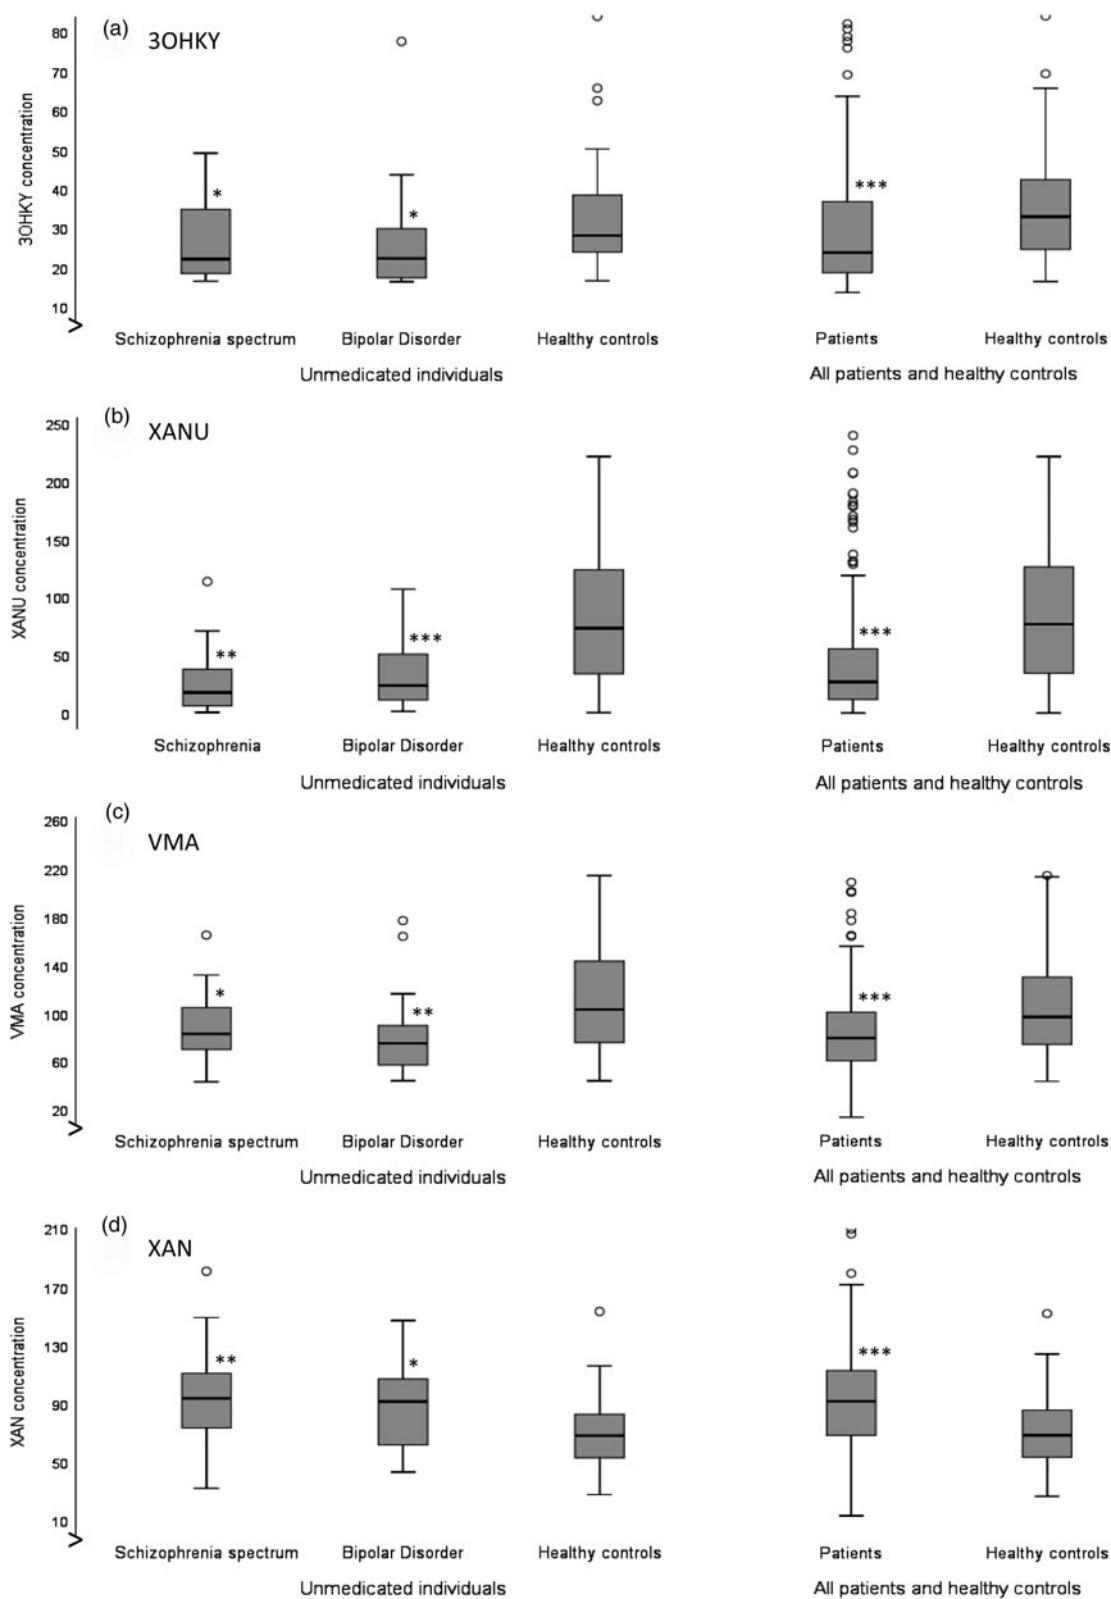 (a) 3OHKY
3OHKY concentration
80
70
60
50
40
30
20
10
* * ***
Schizophrenia spectrum Bipolar Disorder Healthy controls Patients Healthy controls
Unmedicated individuals All patients and healthy controls
(b) XANU
XANU concentration
250
200
150
100
50
0
** *** ***
Schizophrenia Bipolar Disorder Healthy controls Patients Healthy controls
Unmedicated individuals All patients and healthy controls
(c) VMA
VMA concentration
260
220
180
140
100
60
20
* ** ***
Schizophrenia spectrum Bipolar Disorder Healthy controls Patients Healthy controls
Unmedicated individuals All patients and healthy controls
(d) XAN
XAN concentration
210
170
130
90
50
10
** * ***
Schizophrenia spectrum Bipolar Disorder Healthy controls Patients Healthy controls
Unmedicated individuals All patients and healthy controls